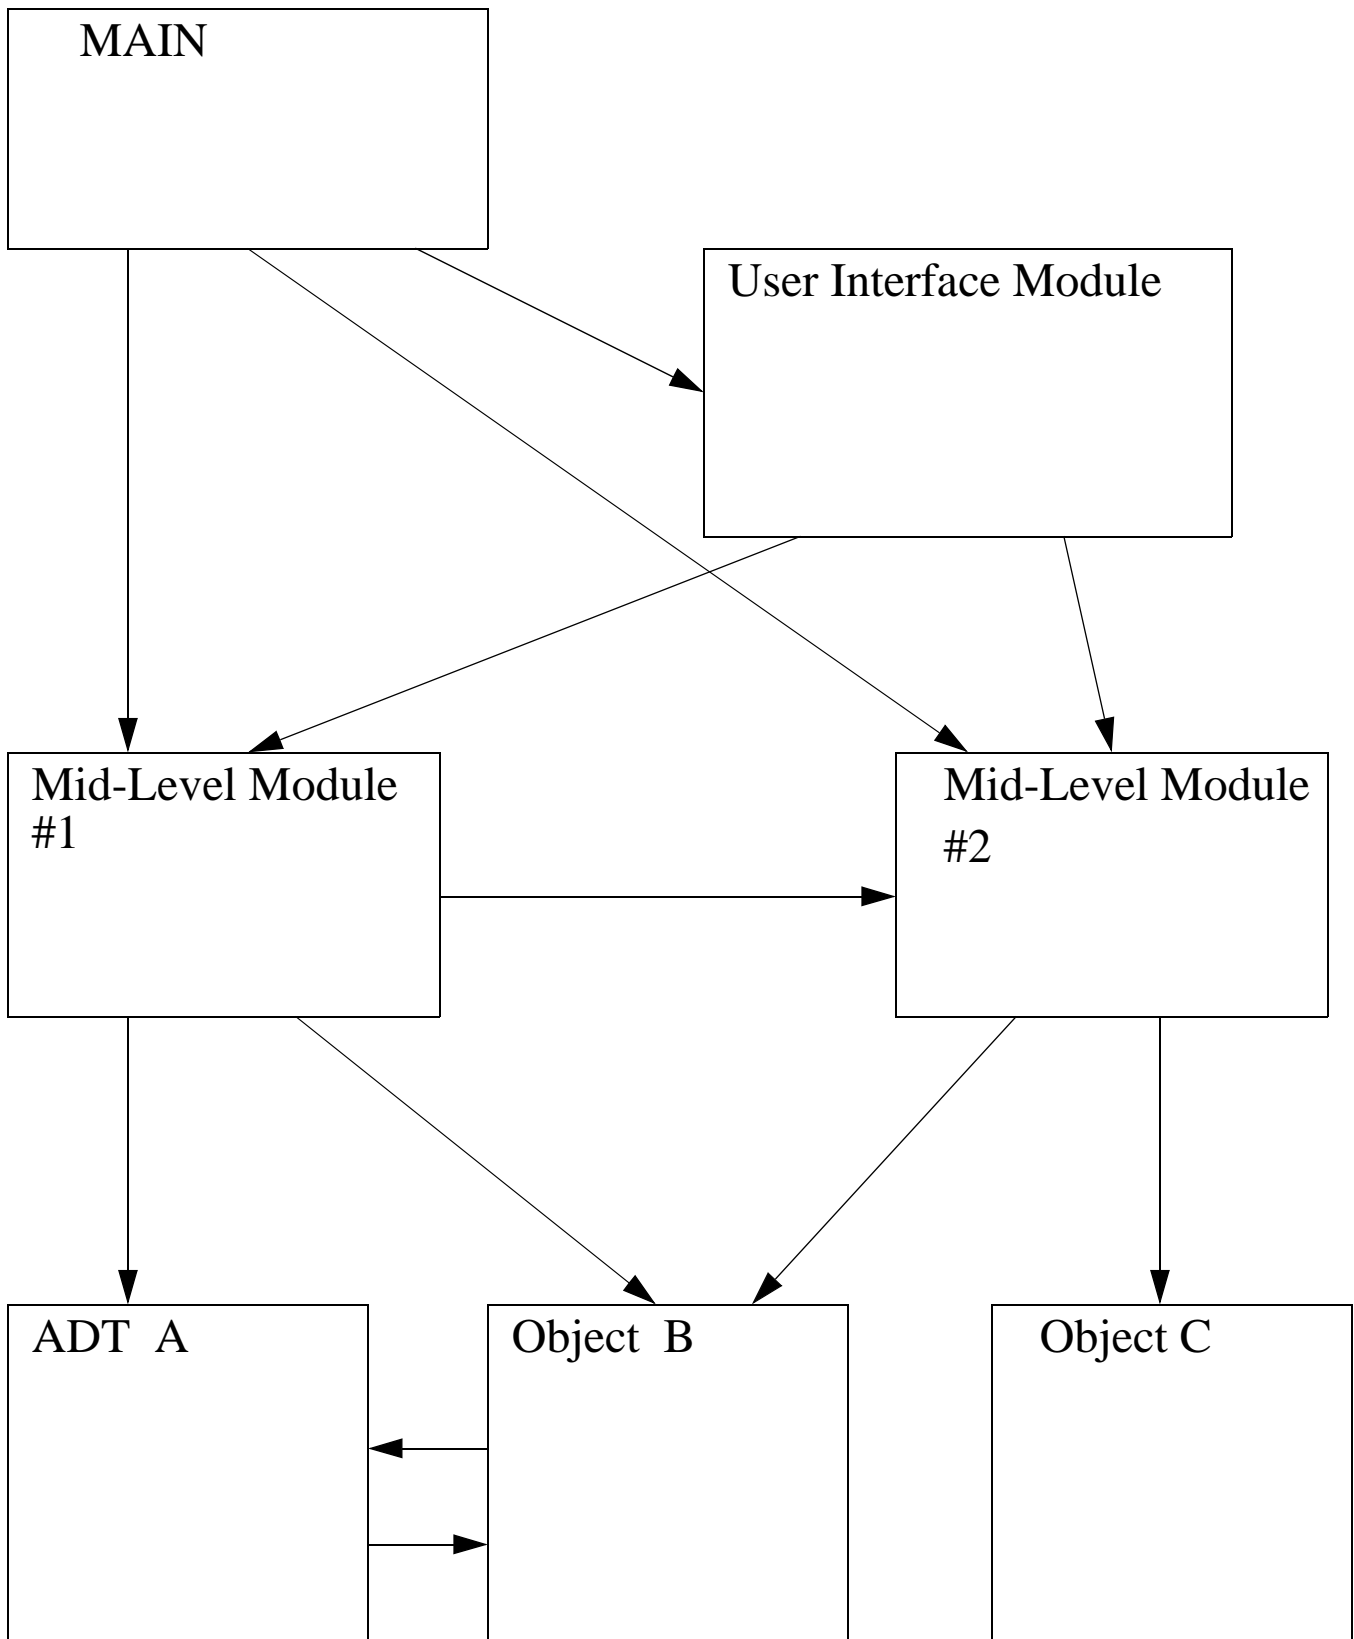 MAIN
User Interface Module
Mid-Level Module
#1
Mid-Level Module
#2
ADT A
Object B
Object C